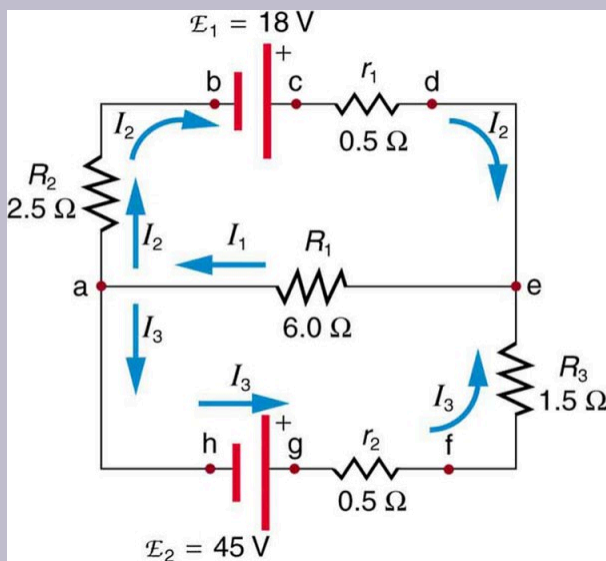 ℰ₁ = 18 V
+
b
c
r₁
d
0.5 Ω
I₂
I₂
R₂
2.5 Ω
I₂
I₁
R₁
a
e
6.0 Ω
I₃
I₃
R₃
1.5 Ω
I₃
+
h
g
r₂
f
0.5 Ω
ℰ₂ = 45 V